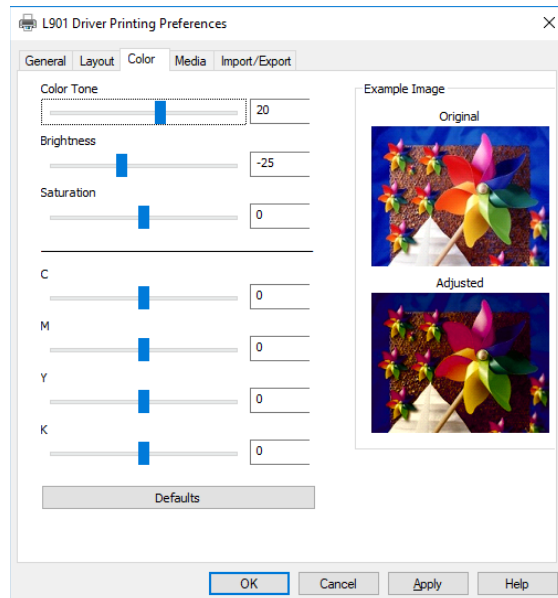 L901 Driver Printing Preferences
General Layout Color Media Import/Export
Color Tone
20
Brightness
-25
Saturation
0
C
0
M
0
Y
0
K
0
Defaults
Example Image
Original
Adjusted
OK Cancel Apply Help